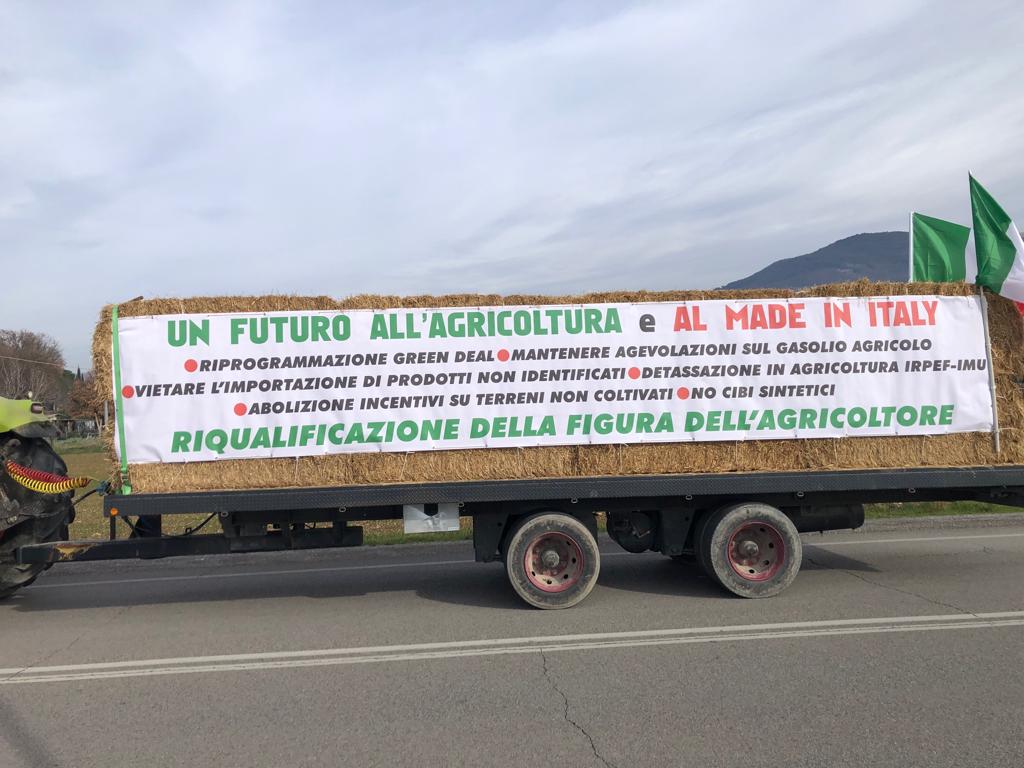 UN FUTURO ALL'AGRICOLTURA e AL MADE IN ITALY
●RIPROGRAMMAZIONE GREEN DEAL●MANTENERE AGEVOLAZIONI SUL GASOLIO AGRICOLO
●VIETARE L'IMPORTAZIONE DI PRODOTTI NON IDENTIFICATI●DETASSAZIONE IN AGRICOLTURA IRPEF-IMU
●ABOLIZIONE INCENTIVI SU TERRENI NON COLTIVATI●NO CIBI SINTETICI
RIQUALIFICAZIONE DELLA FIGURA DELL'AGRICOLTORE